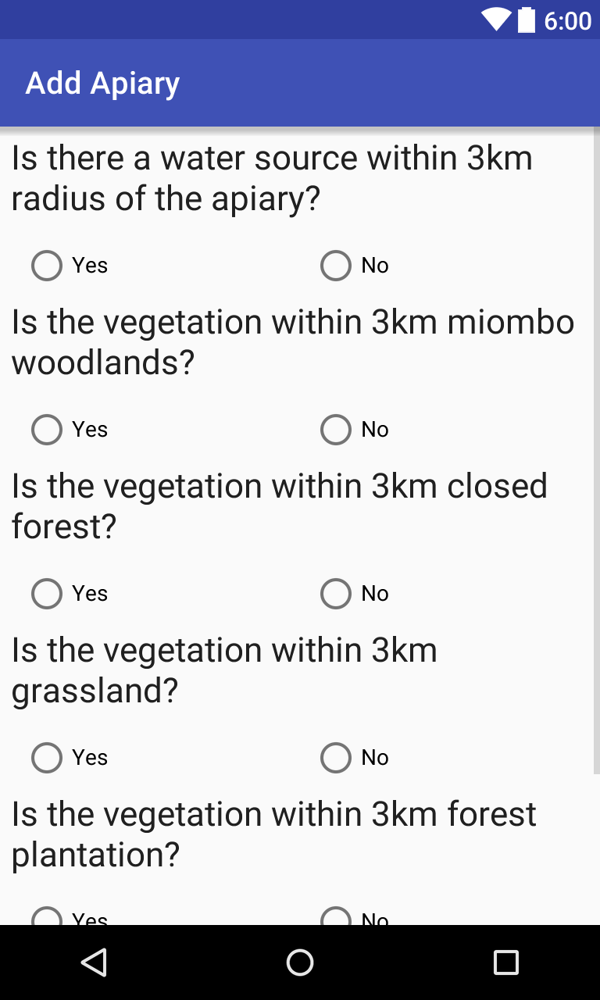 6:00
Add Apiary
Is there a water source within 3km
radius of the apiary?
Yes No
Is the vegetation within 3km miombo
woodlands?
Yes No
Is the vegetation within 3km closed
forest?
Yes No
Is the vegetation within 3km
grassland?
Yes No
Is the vegetation within 3km forest
plantation?
Yes No